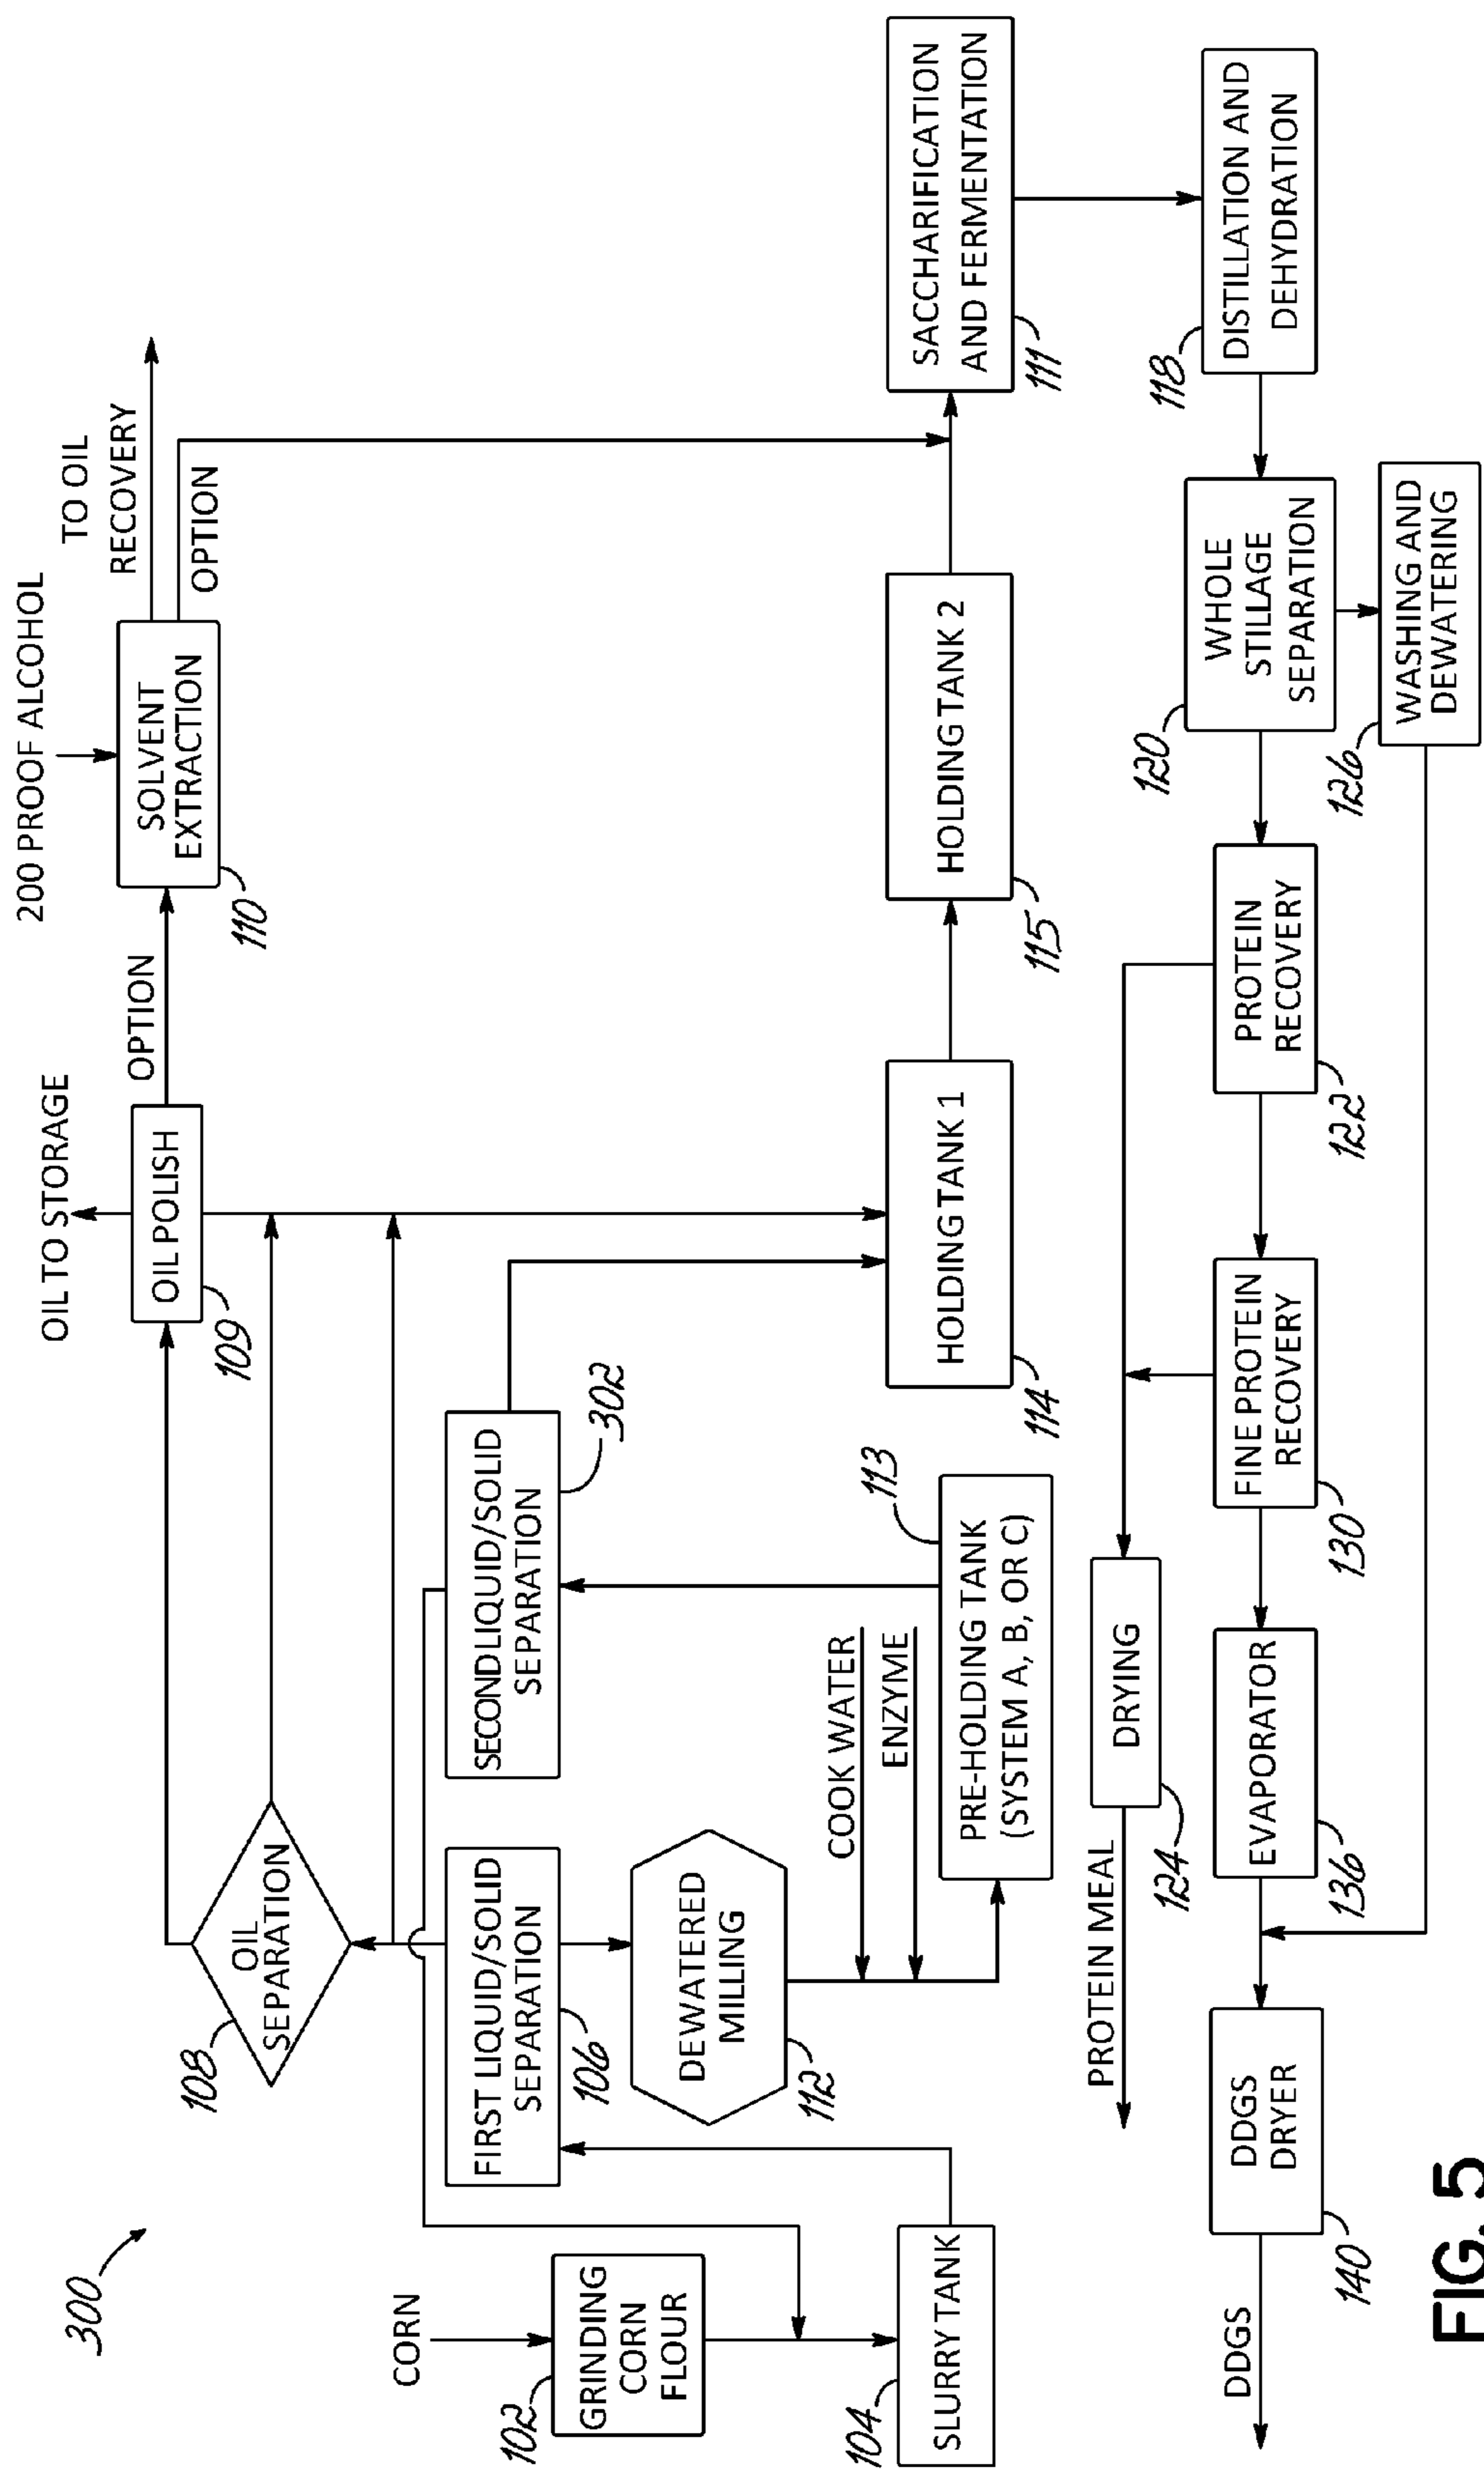 300
200 PROOF ALCOHOL
OIL TO STORAGE
TO OIL
RECOVERY
OPTION
OIL POLISH
109
SOLVENT
EXTRACTION
110
OPTION
108
OIL
SEPARATION
CORN
102
GRINDING
CORN
FLOUR
FIRST LIQUID/SOLID
SEPARATION
106
SECOND LIQUID/SOLID
SEPARATION
302
DEWATERED
MILLING
112
COOK WATER
ENZYME
104
SLURRY TANK
113
PRE-HOLDING TANK
(SYSTEM A, B, OR C)
HOLDING TANK 1
114
HOLDING TANK 2
115
SACCHARIFICATION
AND FERMENTATION
111
PROTEIN MEAL
DRYING
124
118
DISTILLATION AND
DEHYDRATION
120
WHOLE
STILLAGE
SEPARATION
PROTEIN
RECOVERY
122
FINE PROTEIN
RECOVERY
130
EVAPORATOR
136
DDGS
DDGS
DRYER
140
126
WASHING AND
DEWATERING
FIG. 5